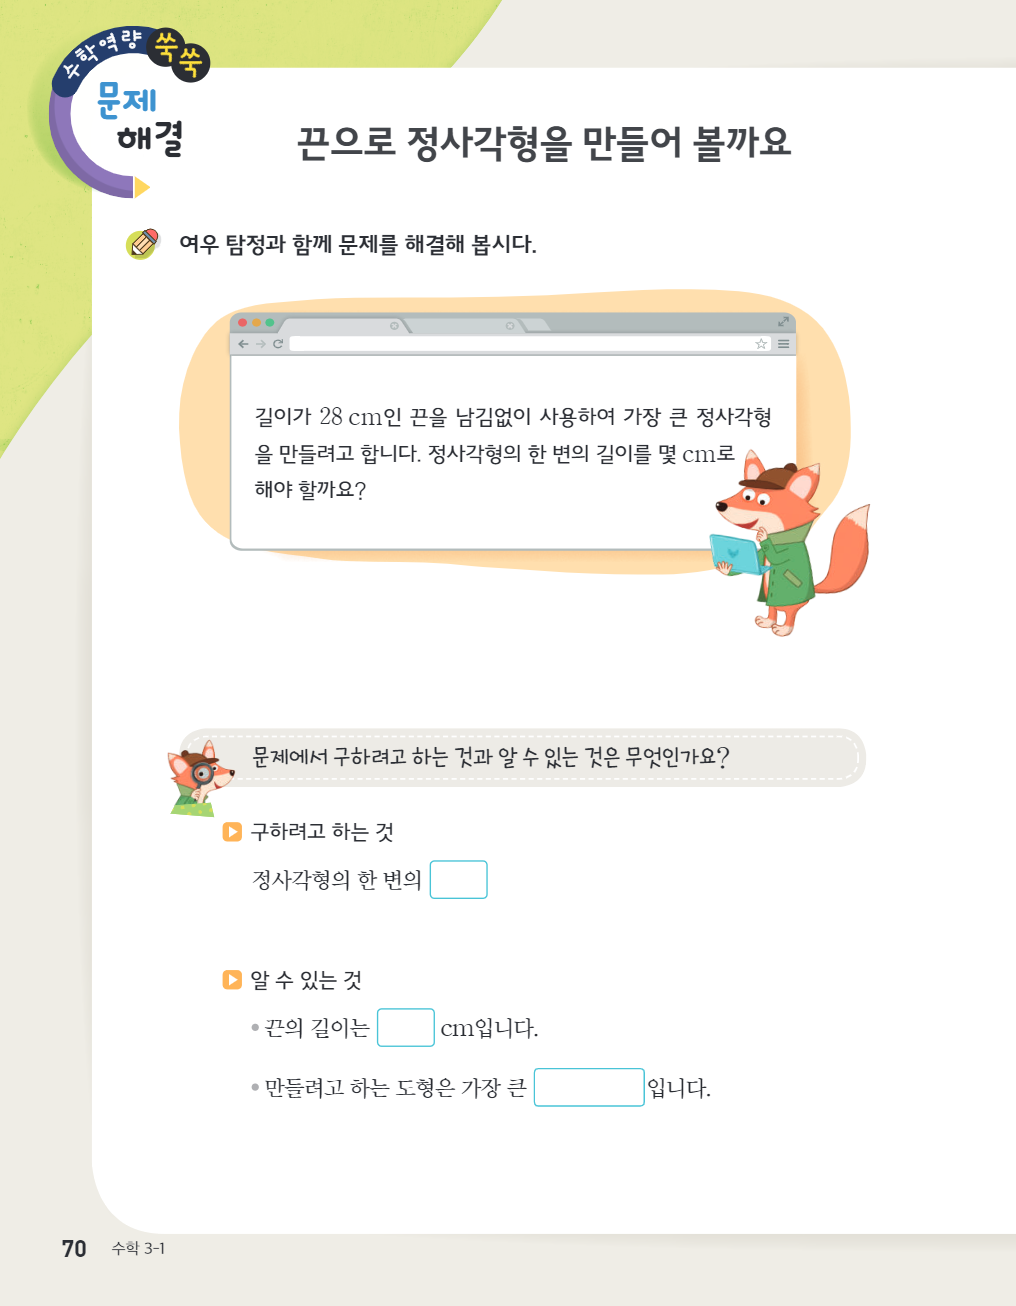 수학역량 쑥쑥
문제
해결
끈으로 정사각형을 만들어 볼까요
여우 탐정과 함께 문제를 해결해 봅시다.
길이가 28 cm인 끈을 남김없이 사용하여 가장 큰 정사각형
을 만들려고 합니다. 정사각형의 한 변의 길이를 몇 cm로
해야 할까요?
문제에서 구하려고 하는 것과 알 수 있는 것은 무엇인가요?
구하려고 하는 것
정사각형의 한 변의
알 수 있는 것
• 끈의 길이는 cm입니다.
• 만들려고 하는 도형은 가장 큰 입니다.
70 수학 3-1